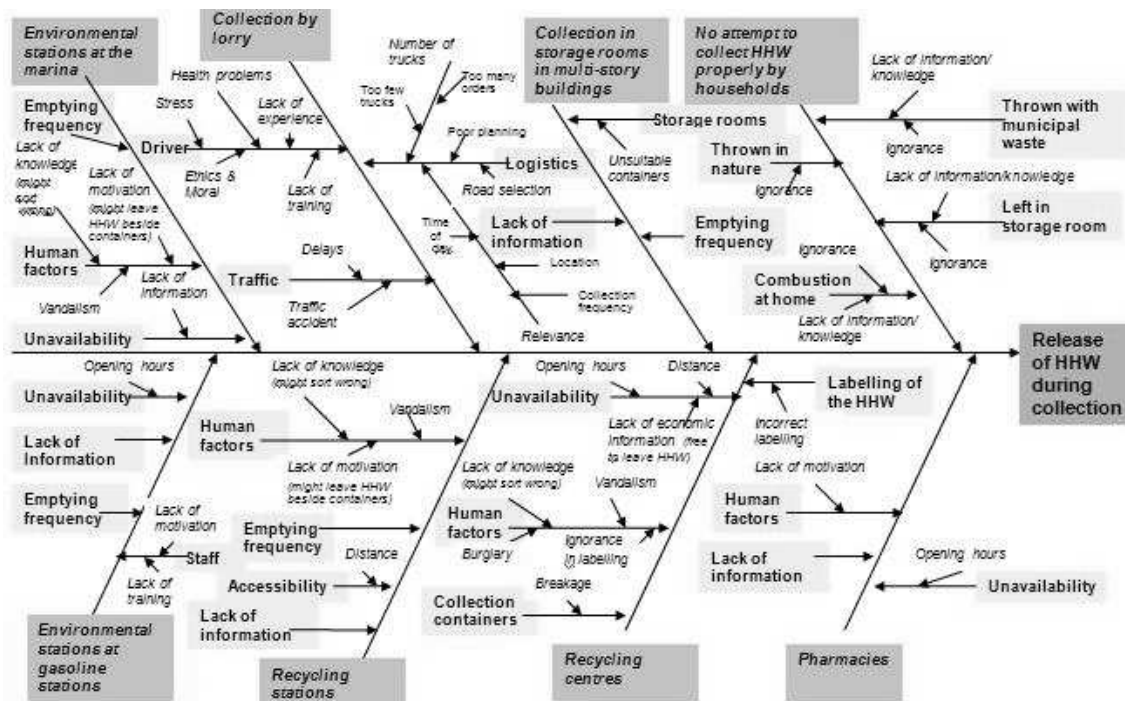 Environmental
stations at the
marina
Collection by
lorry
Number of
trucks
Too many
orders
Too few
trucks
Collection in
storage rooms
in multi-story
buildings
No attempt to
collect HHW
properly by
households
Lack of information/
knowledge
Thrown with
municipal
waste
Ignorance
Health problems
Stress
Lack of
experience
Emptying
frequency
Driver
Ethics &
Moral
Lack of
training
Poor planning
Logistics
Road selection
Storage rooms
Unsuitable
containers
Thrown in
nature
Ignorance
Lack of information/knowledge
Left in
storage room
Ignorance
Lack of
knowledge
(might
sort
wrong)
Lack of
motivation
(might leave
HHW beside
containers)
Human
factors
Vandalism
Lack of
information
Unavailability
Delays
Traffic
Traffic
accident
Time
of
day
Location
Collection
frequency
Relevance
Lack of
information
Emptying
frequency
Ignorance
Combustion
at home
Lack of information/
knowledge
Release
of HHW
during
collection
Opening hours
Unavailability
Lack of
Information
Emptying
frequency
Lack of
motivation
Staff
Lack of
training
Environmental
stations at
gasoline
stations
Lack of knowledge
(might sort wrong)
Vandalism
Human
factors
Lack of motivation
(might leave HHW
beside containers)
Emptying
frequency
Distance
Accessibility
Lack of
information
Recycling
stations
Opening hours
Distance
Unavailability
Lack of economic
information (free
to leave HHW)
Labelling of
the HHW
Incorrect
labelling
Lack of knowledge
(might sort wrong)
Vandalism
Human
factors
Burglary
Ignorance
(in labelling)
Breakage
Collection
containers
Recycling
centres
Lack of motivation
Human
factors
Lack of
information
Opening hours
Unavailability
Pharmacies